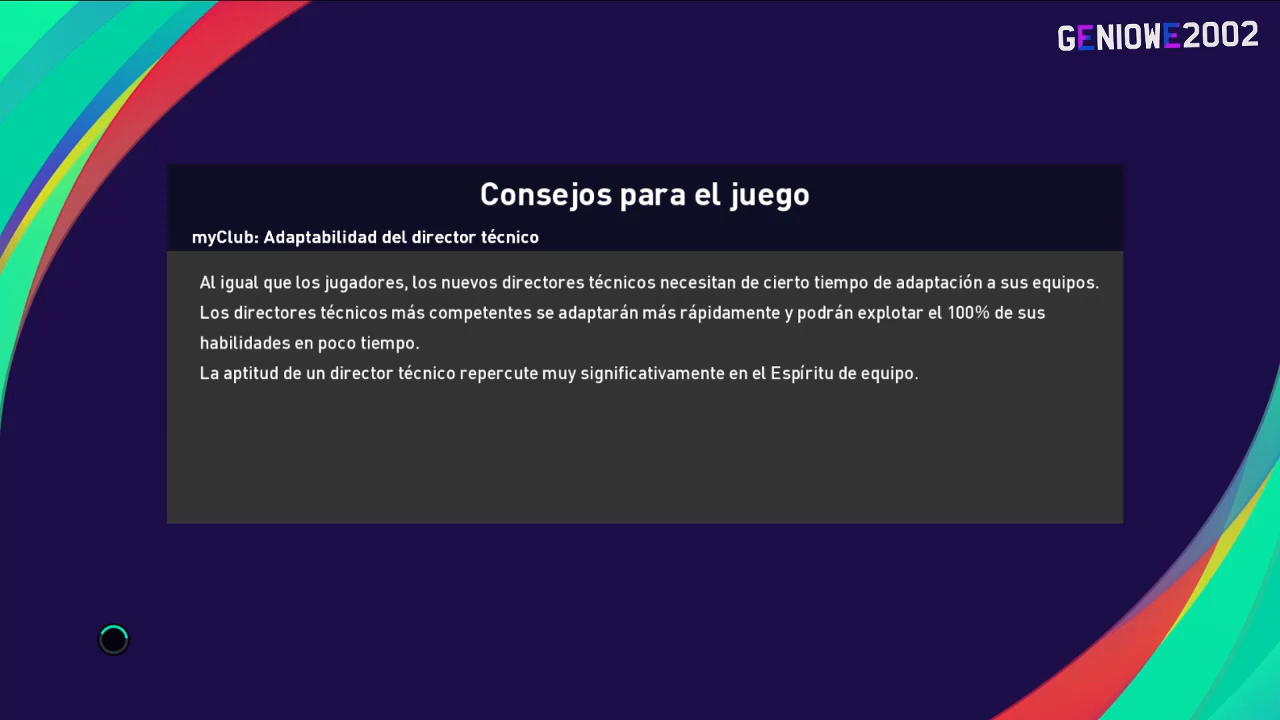 GENIOWE2002
Consejos para el juego
myClub: Adaptabilidad del director técnico
Al igual que los jugadores, los nuevos directores técnicos necesitan de cierto tiempo de adaptación a sus equipos.
Los directores técnicos más competentes se adaptarán más rápidamente y podrán explotar el 100% de sus
habilidades en poco tiempo.
La aptitud de un director técnico repercute muy significativamente en el Espíritu de equipo.